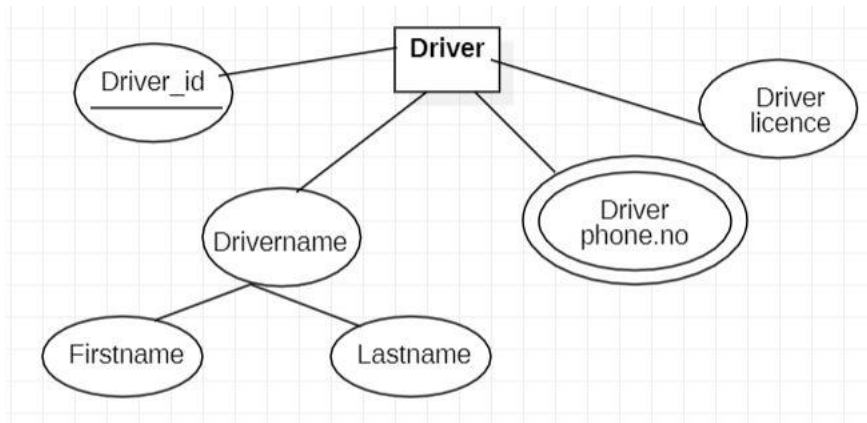 Driver
Driver_id
Driver
licence
Driver
phone.no
Drivername
Firstname
Lastname